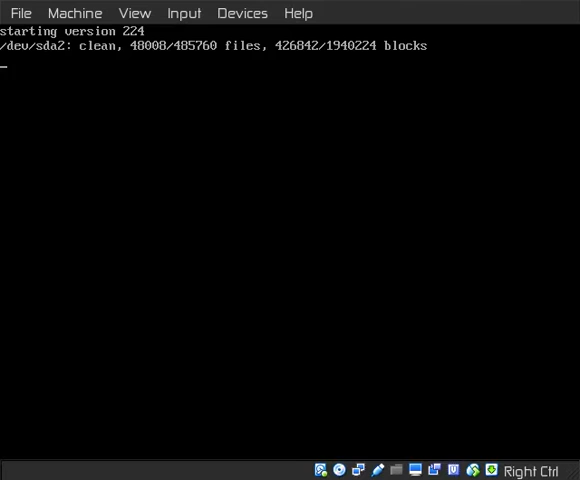 File Machine View Input Devices Help
starting version 224
/dev/sda2: clean, 48008/485760 files, 426842/1940224 blocks
_
Right Ctrl